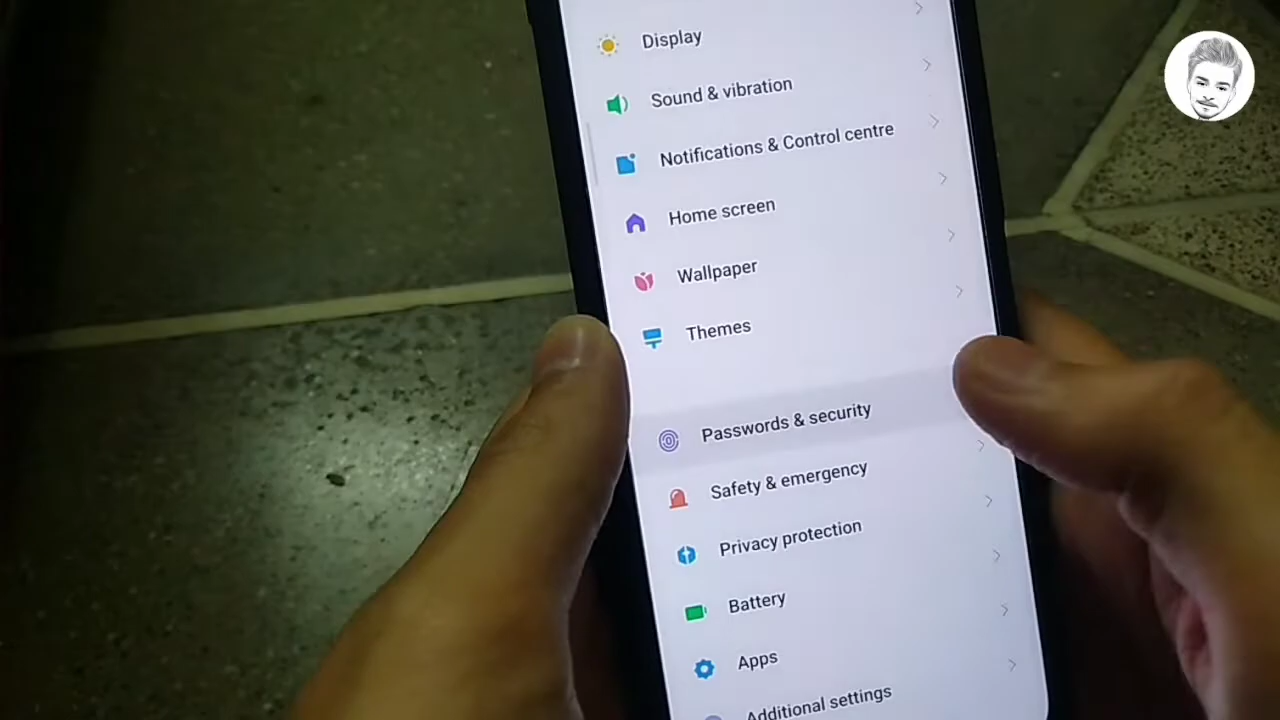 Display
Sound & vibration
Notifications & Control centre
Home screen
Wallpaper
Themes
Passwords & security
Safety & emergency
Privacy protection
Battery
Apps
Additional settings